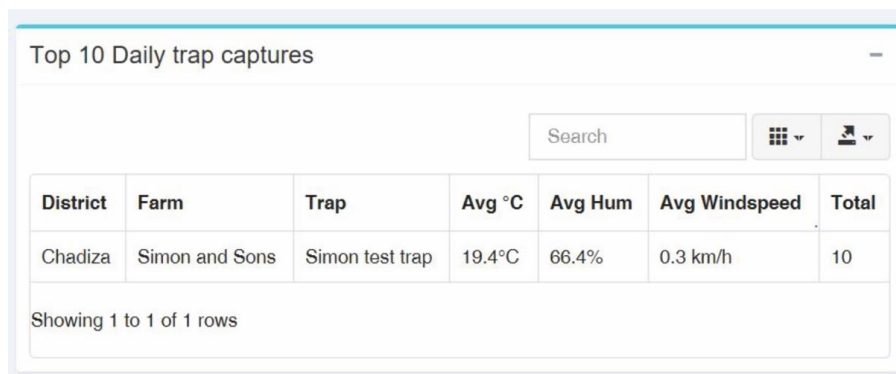 Top 10 Daily trap captures
Search
District Farm Trap Avg °C Avg Hum Avg Windspeed Total
Chadiza Simon and Sons Simon test trap 19.4°C 66.4% 0.3 km/h 10
Showing 1 to 1 of 1 rows